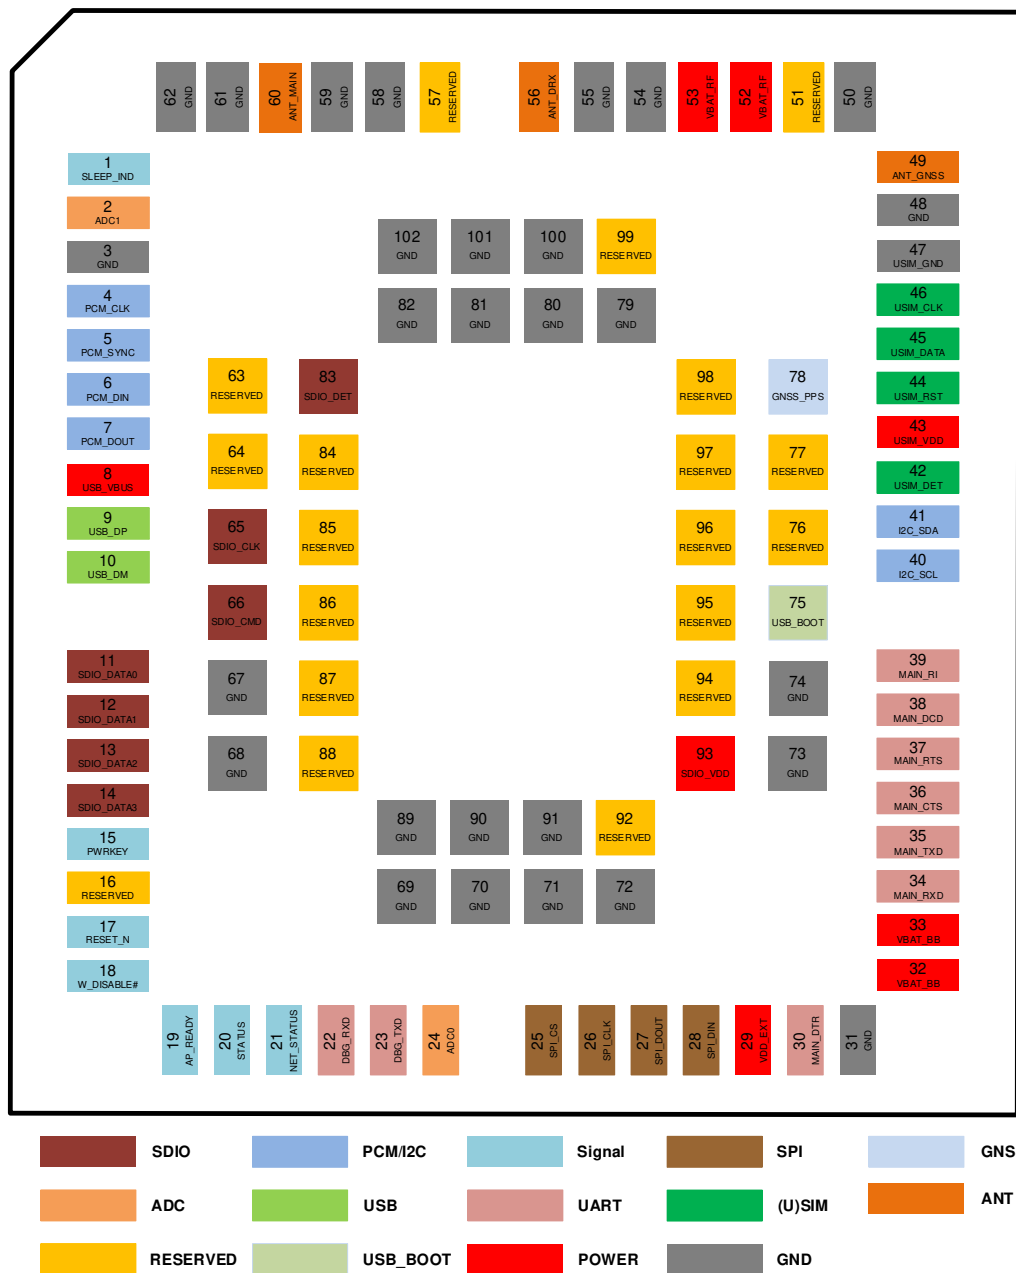 62 GND
61 GND
60 ANT_MAIN
59 GND
58 GND
57 RESERVED
56 ANT_DRX
55 GND
54 GND
53 VBAT_RF
52 VBAT_RF
51 RESERVED
50 GND
1
SLEEP_IND
2
ADC1
3
GND
4
PCM_CLK
5
PCM_SYNC
6
PCM_DIN
7
PCM_DOUT
8
USB_VBUS
9
USB_DP
10
USB_DM
11
SDIO_DATA0
12
SDIO_DATA1
13
SDIO_DATA2
14
SDIO_DATA3
15
PWRKEY
16
RESERVED
17
RESET_N
18
W_DISABLE#
102
GND
101
GND
100
GND
99
RESERVED
82
GND
81
GND
80
GND
79
GND
63
RESERVED
83
SDIO_DET
64
RESERVED
84
RESERVED
65
SDIO_CLK
85
RESERVED
66
SDIO_CMD
86
RESERVED
67
GND
87
RESERVED
68
GND
88
RESERVED
98
RESERVED
78
GNSS_PPS
97
RESERVED
77
RESERVED
96
RESERVED
76
RESERVED
95
RESERVED
75
USB_BOOT
94
RESERVED
74
GND
93
SDIO_VDD
73
GND
89
GND
90
GND
91
GND
92
RESERVED
69
GND
70
GND
71
GND
72
GND
49
ANT_GNSS
48
GND
47
USIM_GND
46
USIM_CLK
45
USIM_DATA
44
USIM_RST
43
USIM_VDD
42
USIM_DET
41
I2C_SDA
40
I2C_SCL
39
MAIN_RI
38
MAIN_DCD
37
MAIN_RTS
36
MAIN_CTS
35
MAIN_TXD
34
MAIN_RXD
33
VBAT_BB
32
VBAT_BB
19 AP_READY
20 STATUS
21 NET_STATUS
22 DBG_RXD
23 DBG_TXD
24 ADC0
25 SPI_CS
26 SPI_CLK
27 SPI_DOUT
28 SPI_DIN
29 VDD_EXT
30 MAIN_DTR
31 GND
SDIO PCM/I2C Signal SPI GNS
ADC USB UART (U)SIM ANT
RESERVED USB_BOOT POWER GND